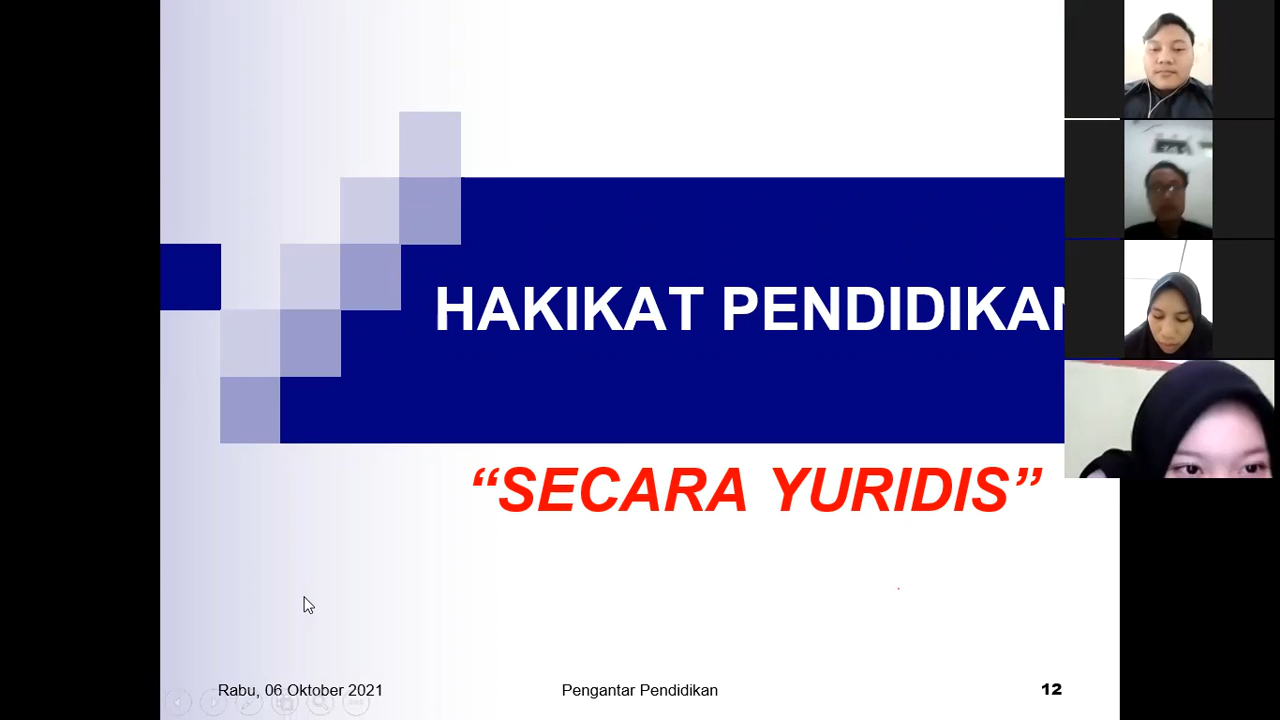 HAKIKAT PENDIDIKAN
“SECARA YURIDIS”
Rabu, 06 Oktober 2021
Pengantar Pendidikan
12